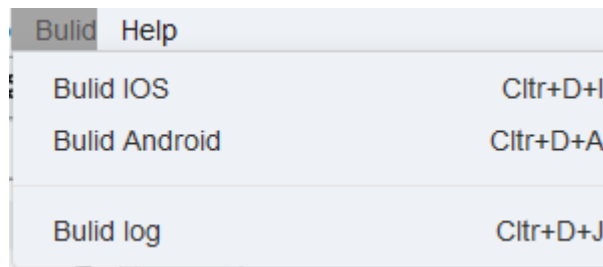 Bulid Help
Bulid IOS Cltr+D+I
Bulid Android Cltr+D+A
Bulid log Cltr+D+J